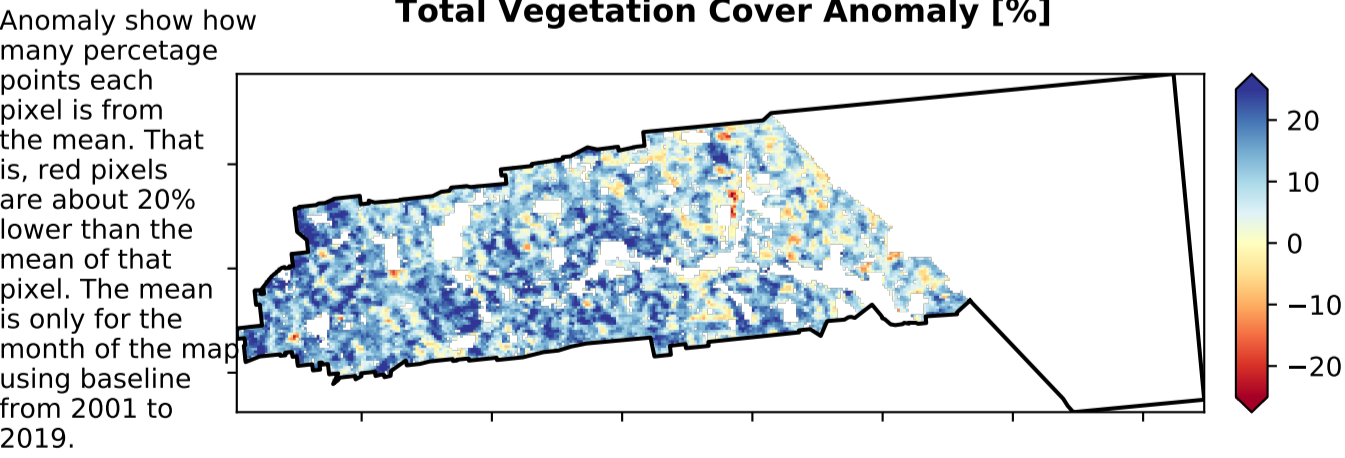 Total Vegetation Cover Anomaly [%]
Anomaly show how
many percetage
points each
pixel is from
the mean. That
is, red pixels
are about 20%
lower than the
mean of that
pixel. The mean
is only for the
month of the map
using baseline
from 2001 to
2019.
20
10
0
−10
−20